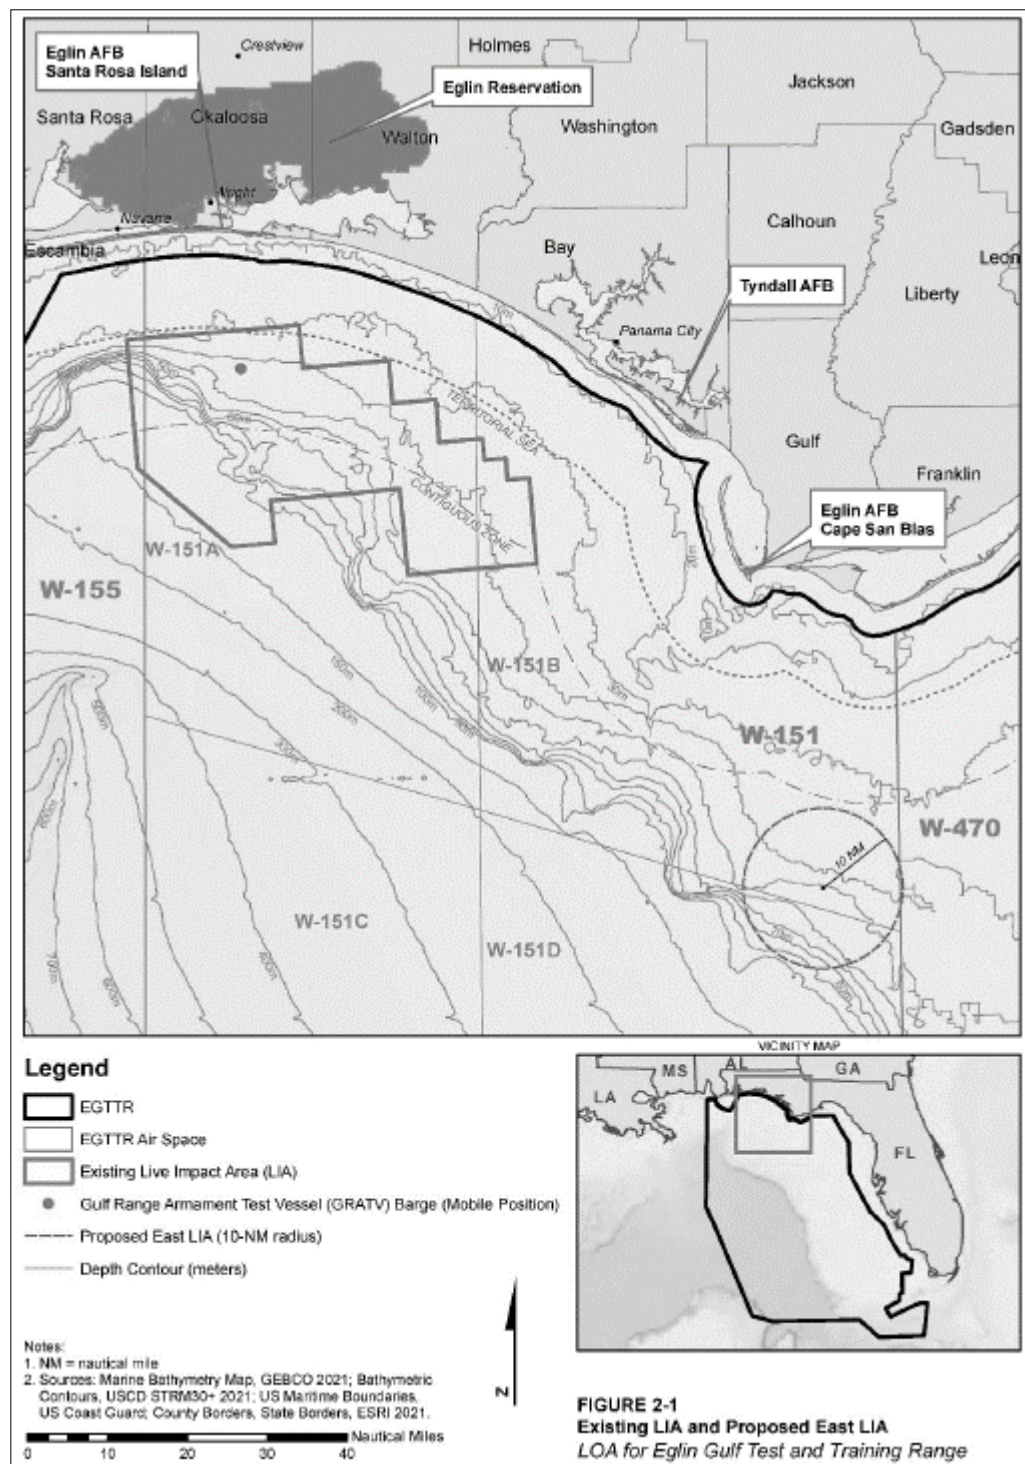 Eglin AFB
Santa Rosa Island
Crestview
Holmes
Jackson
Eglin Reservation
Santa Rosa
Okaloosa
Walton
Washington
Gadsden
Navarre
Escambia
Calhoun
Bay
Leon
Tyndall AFB
Liberty
Panama City
10m
TERRITORIAL SEA
Gulf
Franklin
CONTIGUOUS ZONE
Eglin AFB
Cape San Blas
20m
W-151A
W-155
W-151B
30m
150m
100m
200m
W-151
W-470
10 NM
W-151C
W-151D
VICINITY MAP
Legend
EGTTR
EGTTR Air Space
Existing Live Impact Area (LIA)
Gulf Range Armament Test Vessel (GRATV) Barge (Mobile Position)
Proposed East LIA (10-NM radius)
Depth Contour (meters)
MS
AL
GA
LA
FL
Notes:
1. NM = nautical mile
2. Sources: Marine Bathymetry Map, GEBCO 2021; Bathymetric
Contours, USCD STRM30+ 2021; US Maritime Boundaries,
US Coast Guard; County Borders, State Borders, ESRI 2021.
Nautical Miles
0 10 20 30 40
N
FIGURE 2-1
Existing LIA and Proposed East LIA
LOA for Eglin Gulf Test and Training Range